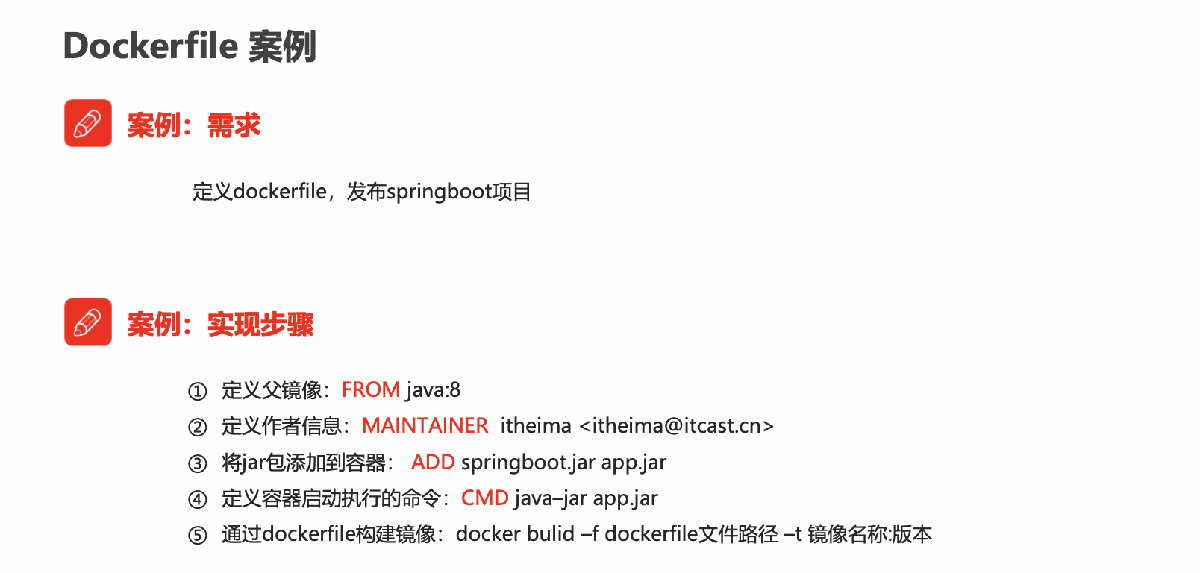 Dockerfile 案例
案例：需求
定义dockerfile，发布springboot项目
案例：实现步骤
① 定义父镜像：FROM java:8
② 定义作者信息：MAINTAINER itheima <itheima@itcast.cn>
③ 将jar包添加到容器： ADD springboot.jar app.jar
④ 定义容器启动执行的命令：CMD java–jar app.jar
⑤ 通过dockerfile构建镜像：docker bulid –f dockerfile文件路径 –t 镜像名称:版本